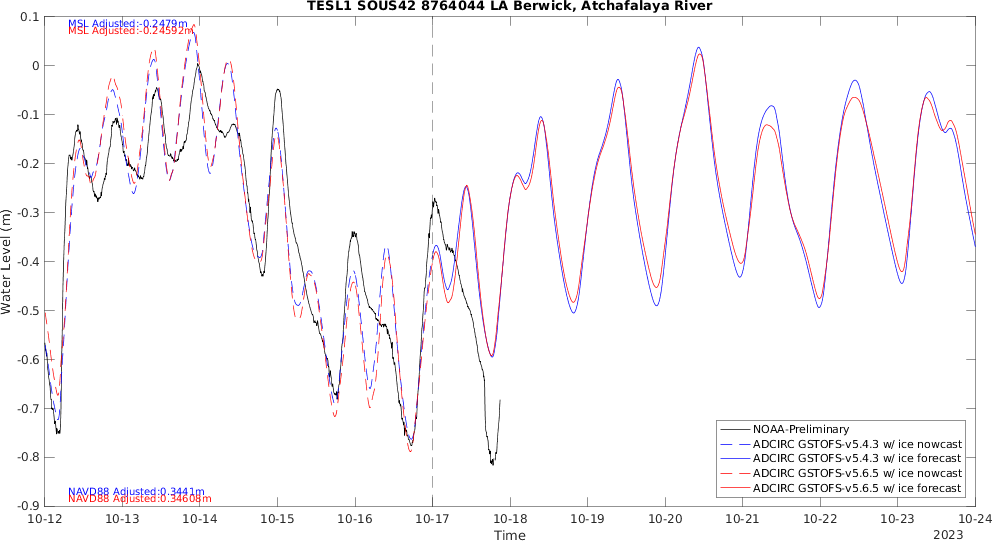 TESL1 SOUS42 8764044 LA Berwick, Atchafalaya River
MSL Adjusted:-0.2479m
MSL Adjusted:-0.24592m
0.1
0
-0.1
-0.2
-0.3
-0.4
-0.5
-0.6
-0.7
-0.8
-0.9
Water Level (m)
NOAA-Preliminary
ADCIRC GSTOFS-v5.4.3 w/ ice nowcast
ADCIRC GSTOFS-v5.4.3 w/ ice forecast
ADCIRC GSTOFS-v5.6.5 w/ ice nowcast
ADCIRC GSTOFS-v5.6.5 w/ ice forecast
NAVD88 Adjusted:0.3441m
NAVD88 Adjusted:0.34608m
10-12 10-13 10-14 10-15 10-16 10-17 10-18 10-19 10-20 10-21 10-22 10-23 10-24
Time
2023